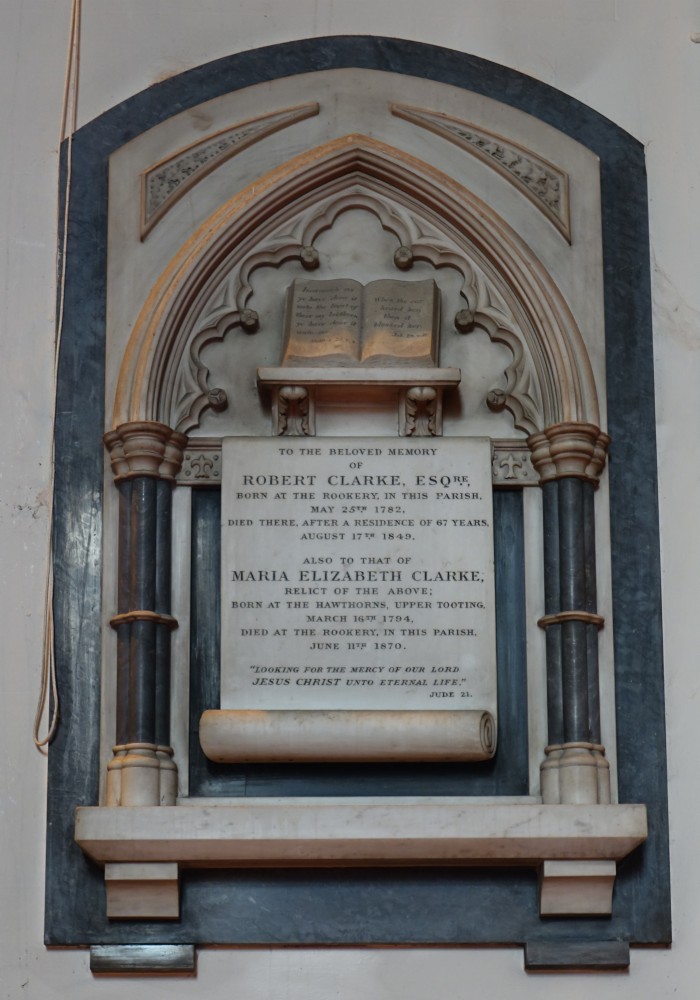 TO THE BELOVED MEMORY
OF
ROBERT CLARKE, ESQRE,
BORN AT THE ROOKERY, IN THIS PARISH,
MAY 25TH 1782,
DIED THERE, AFTER A RESIDENCE OF 67 YEARS,
AUGUST 17TH 1849.
ALSO TO THAT OF
MARIA ELIZABETH CLARKE,
RELICT OF THE ABOVE;
BORN AT THE HAWTHORNS, UPPER TOOTING,
MARCH 16TH 1794,
DIED AT THE ROOKERY, IN THIS PARISH,
JUNE 11TH 1870.
"LOOKING FOR THE MERCY OF OUR LORD
JESUS CHRIST UNTO ETERNAL LIFE."
JUDE 21.